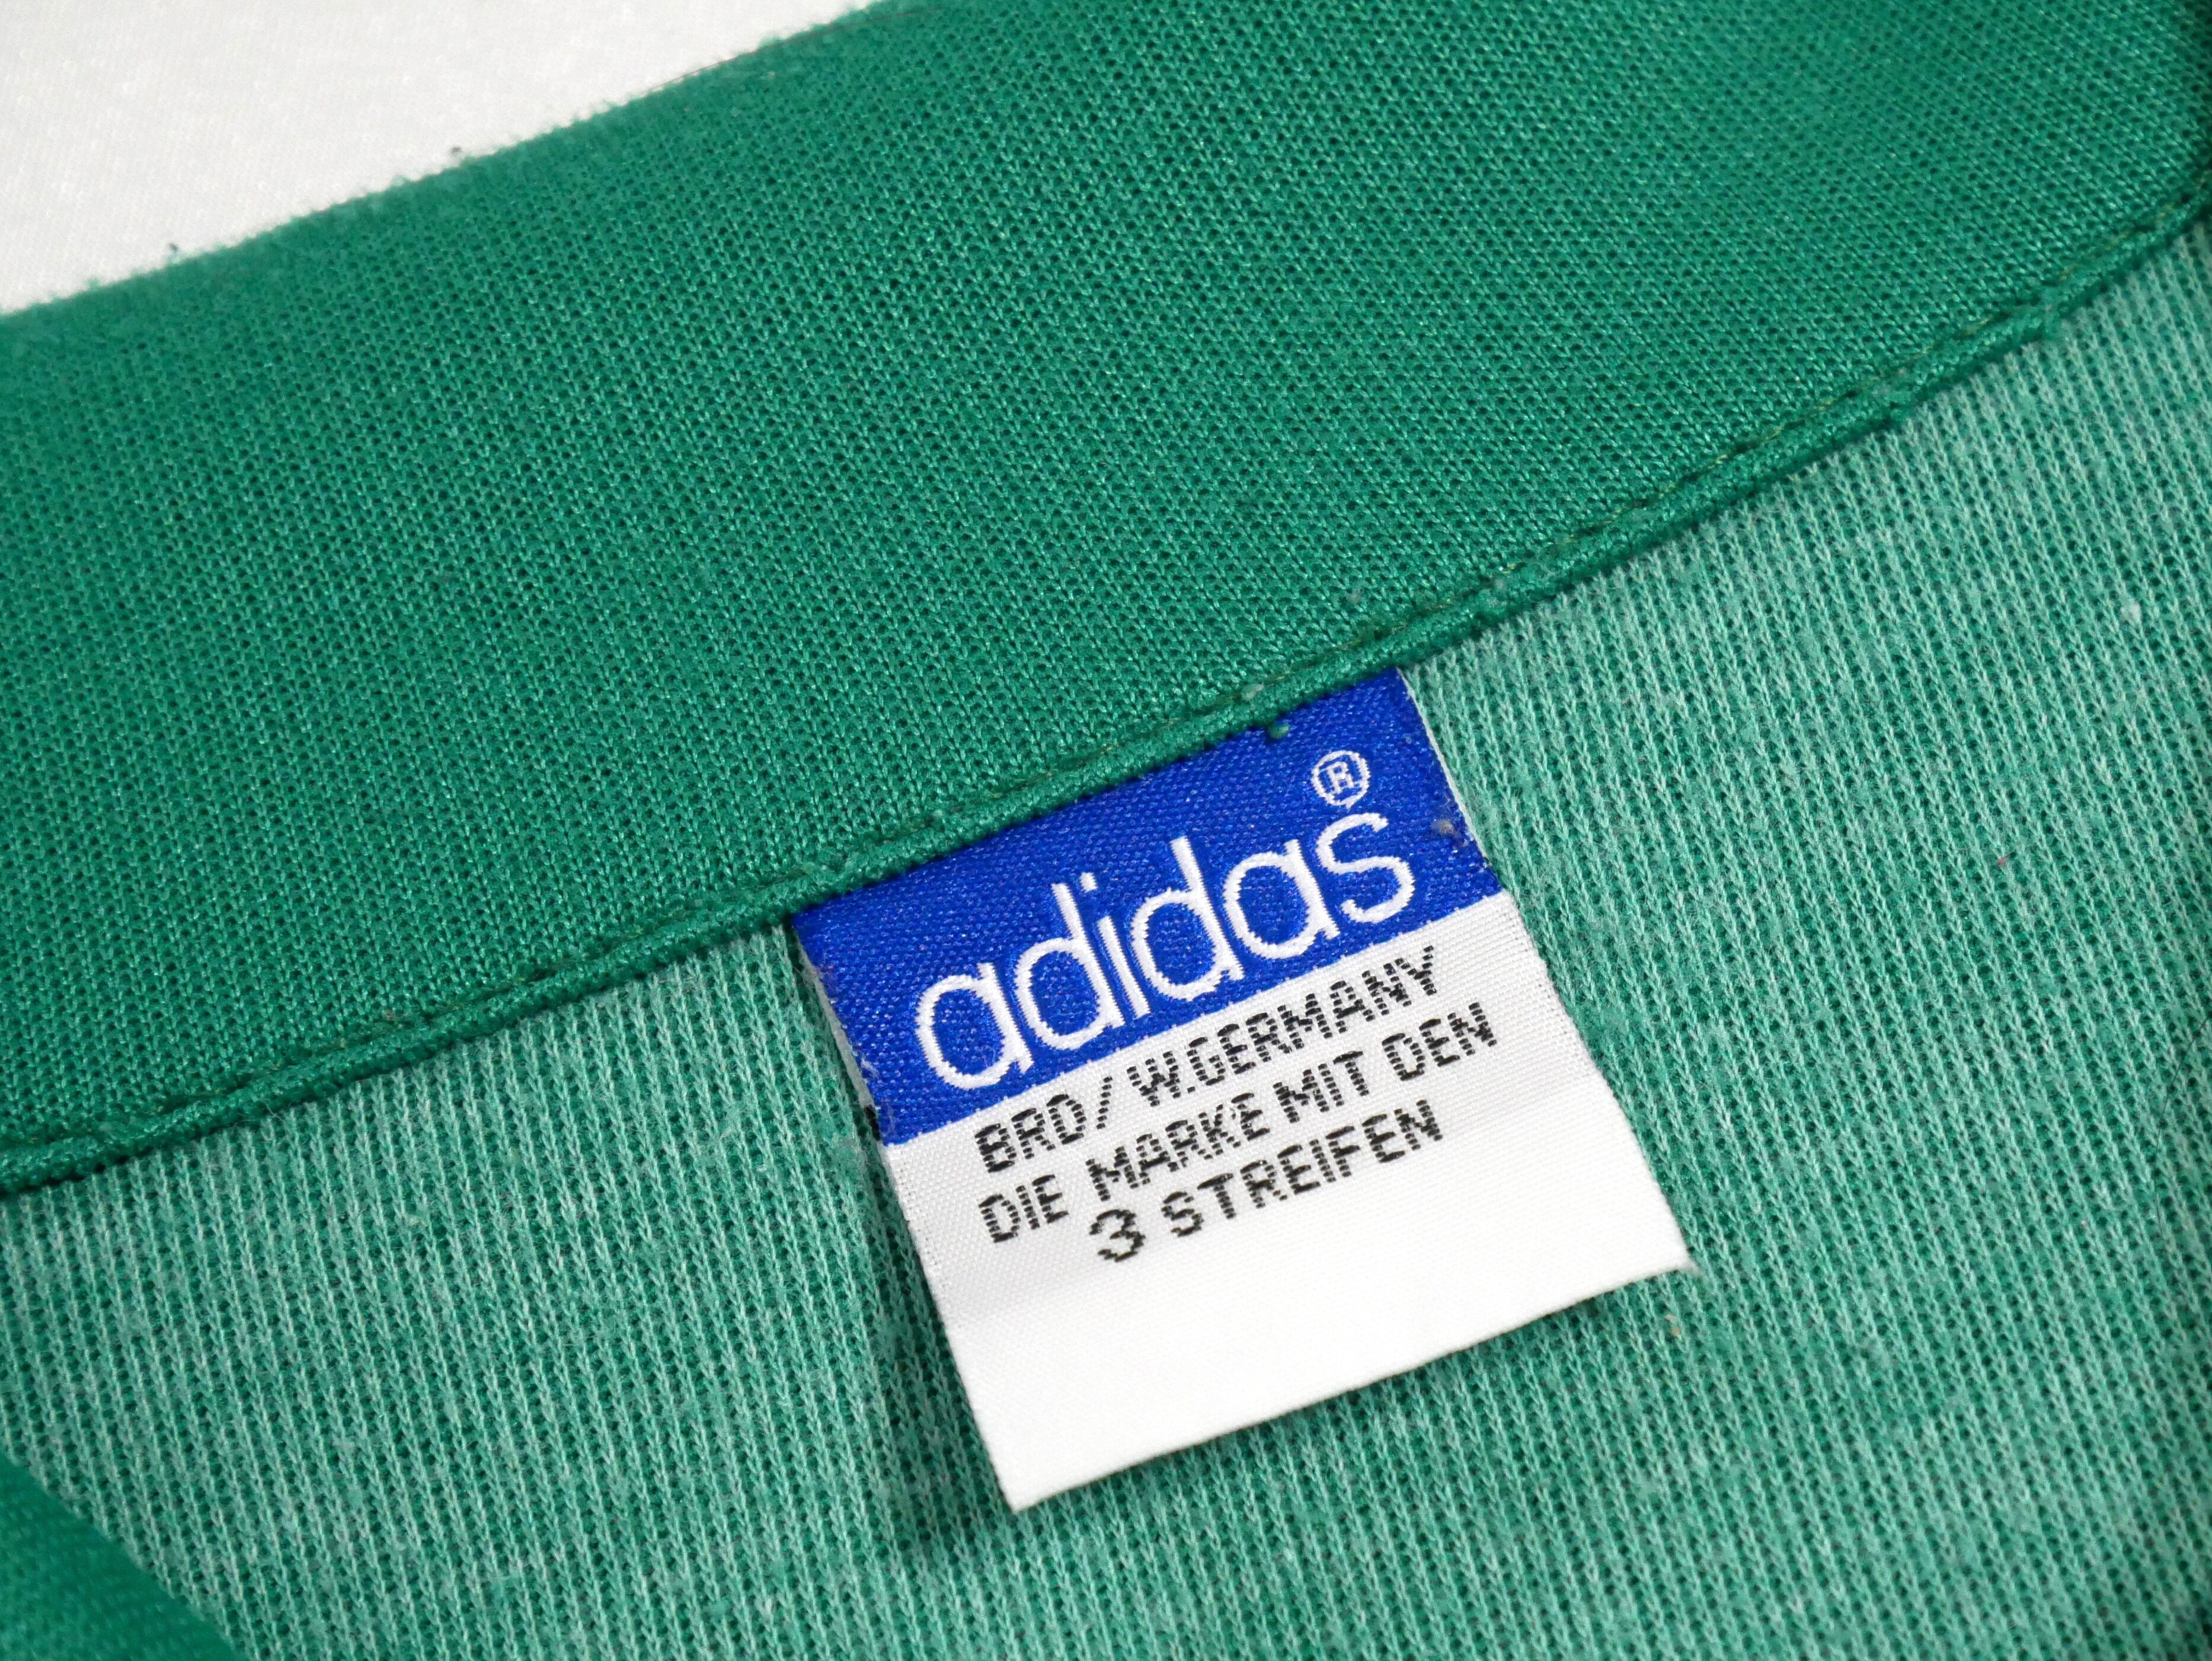 adidas®
BRD/W.GERMANY
DIE MARKE MIT DEN
3 STREIFEN